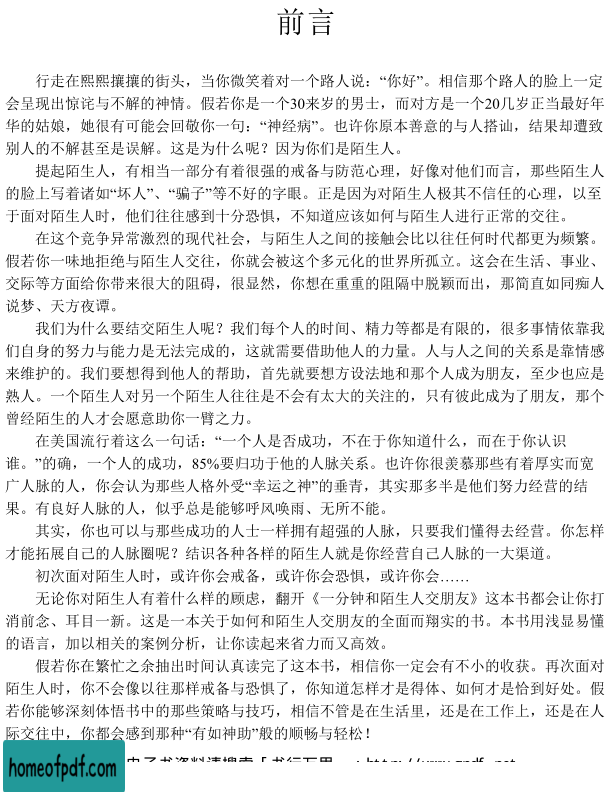 前言
行走在熙熙攘攘的街头，当你微笑着对一个路人说：“你好”。相信那个路人的脸上一定
会呈现出惊诧与不解的神情。假若你是一个30来岁的男士，而对方是一个20几岁正当最好年
华的姑娘，她很有可能会回敬你一句：“神经病”。也许你原本善意的与人搭讪，结果却遭致
别人的不解甚至是误解。这是为什么呢？因为你们是陌生人。
提起陌生人，有相当一部分有着很强的戒备与防范心理，好像对他们而言，那些陌生人
的脸上写着诸如“坏人”、“骗子”等不好的字眼。正是因为对陌生人极其不信任的心理，以至
于面对陌生人时，他们往往感到十分恐惧，不知道应该如何与陌生人进行正常的交往。
在这个竞争异常激烈的现代社会，与陌生人之间的接触会比以往任何时代都更为频繁。
假若你一味地拒绝与陌生人交往，你就会被这个多元化的世界所孤立。这会在生活、事业、
交际等方面给你带来很大的阻碍，很显然，你想在重重的阻隔中脱颖而出，那简直如同痴人
说梦、天方夜谭。
我们为什么要结交陌生人呢？我们每个人的时间、精力等都是有限的，很多事情依靠我
们自身的努力与能力是无法完成的，这就需要借助他人的力量。人与人之间的关系是靠情感
来维护的。我们要想得到他人的帮助，首先就要想方设法地和那个人成为朋友，至少也应是
熟人。一个陌生人对另一个陌生人往往是不会有太大的关注的，只有彼此成为了朋友，那个
曾经陌生的人才会愿意助你一臂之力。
在美国流行着这么一句话：“一个人是否成功，不在于你知道什么，而在于你认识
谁。”的确，一个人的成功，85%要归功于他的人脉关系。也许你很羡慕那些有着厚实而宽
广人脉的人，你会认为那些人格外受“幸运之神”的垂青，其实那多半是他们努力经营的结
果。有良好人脉的人，似乎总是能够呼风唤雨、无所不能。
其实，你也可以与那些成功的人士一样拥有超强的人脉，只要我们懂得去经营。你怎样
才能拓展自己的人脉圈呢？结识各种各样的陌生人就是你经营自己人脉的一大渠道。
初次面对陌生人时，或许你会戒备，或许你会恐惧，或许你会……
无论你对陌生人有着什么样的顾虑，翻开《一分钟和陌生人交朋友》这本书都会让你打
消前念、耳目一新。这是一本关于如何和陌生人交朋友的全面而翔实的书。本书用浅显易懂
的语言，加以相关的案例分析，让你读起来省力而又高效。
假若你在繁忙之余抽出时间认真读完了这本书，相信你一定会有不小的收获。再次面对
陌生人时，你不会像以往那样戒备与恐惧了，你知道怎样才是得体、如何才是恰到好处。假
若你能够深刻体悟书中的那些策略与技巧，相信不管是在生活里，还是在工作上，还是在人
际交往中，你都会感到那种“有如神助”般的顺畅与轻松！
homeofpdf.com